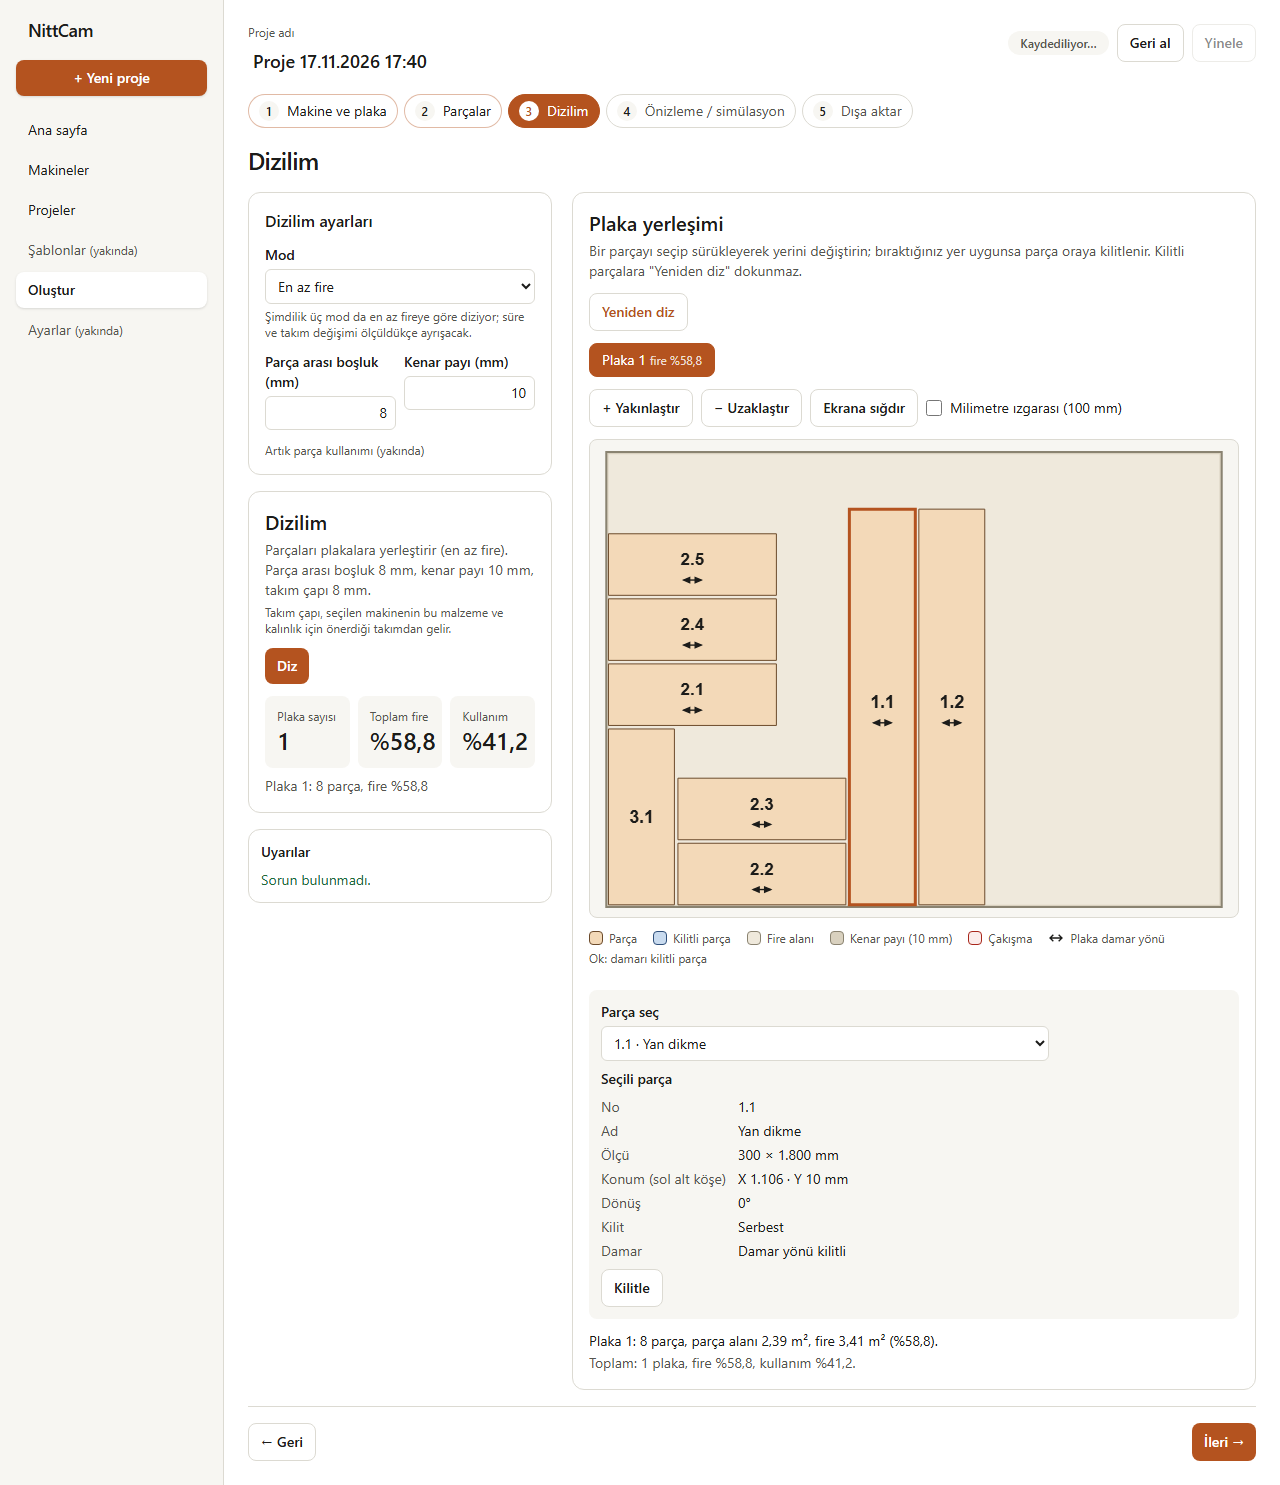 NittCam
+ Yeni proje
Ana sayfa
Makineler
Projeler
Şablonlar (yakında)
Oluştur
Ayarlar (yakında)
Proje adı
Proje 17.11.2026 17:40
Kaydediliyor...
Geri al
Yinele
1 Makine ve plaka
2 Parçalar
3 Dizilim
4 Önizleme / simülasyon
5 Dışa aktar
Dizilim
Dizilim ayarları
Mod
En az fire
Şimdilik üç mod da en az fireye göre diziyor; süre
ve takım değişimi ölçüldükçe ayrışacak.
Parça arası boşluk
(mm)
8
Kenar payı (mm)
10
Artık parça kullanımı (yakında)
Dizilim
Parçaları plakalara yerleştirir (en az fire).
Parça arası boşluk 8 mm, kenar payı 10 mm,
takım çapı 8 mm.
Takım çapı, seçilen makinenin bu malzeme ve
kalınlık için önerdiği takımdan gelir.
Diz
Plaka sayısı
1
Toplam fire
%58,8
Kullanım
%41,2
Plaka 1: 8 parça, fire %58,8
Uyarılar
Sorun bulunmadı.
Plaka yerleşimi
Bir parçayı seçip sürükleyerek yerini değiştirin; bıraktığınız yer uygunsa parça oraya kilitlenir. Kilitli
parçalara "Yeniden diz" dokunmaz.
Yeniden diz
Plaka 1 fire %58,8
+ Yakınlaştır
− Uzaklaştır
Ekrana sığdır
Milimetre ızgarası (100 mm)
2.5
2.4
2.1
3.1
2.3
2.2
1.1
1.2
Parça
Kilitli parça
Fire alanı
Kenar payı (10 mm)
Çakışma
↔ Plaka damar yönü
Ok: damarı kilitli parça
Parça seç
1.1 · Yan dikme
Seçili parça
No 1.1
Ad Yan dikme
Ölçü 300 × 1.800 mm
Konum (sol alt köşe) X 1.106 · Y 10 mm
Dönüş 0°
Kilit Serbest
Damar Damar yönü kilitli
Kilitle
Plaka 1: 8 parça, parça alanı 2,39 m², fire 3,41 m² (%58,8).
Toplam: 1 plaka, fire %58,8, kullanım %41,2.
← Geri
İleri →